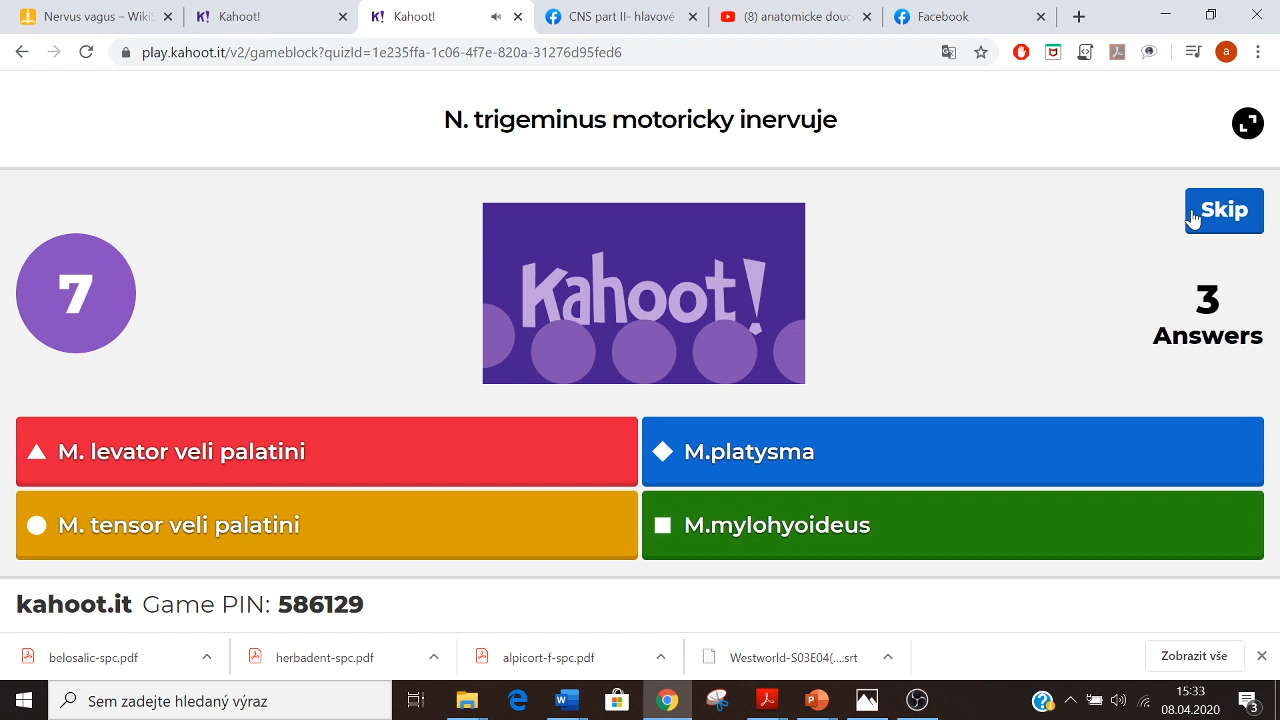 Nervus vagus – WikiS
Kahoot!
Kahoot!
CNS part II- hlavové
(8) anatomicke douc
Facebook
play.kahoot.it/v2/gameblock?quizId=1e235ffa-1c06-4f7e-820a-31276d95fed6
a
N. trigeminus motoricky inervuje
Skip
7
Kahoot!
3
Answers
M. levator veli palatini
M.platysma
M. tensor veli palatini
M.mylohyoideus
kahoot.it Game PIN: 586129
belosalic-spc.pdf
herbadent-spc.pdf
alpicort-f-spc.pdf
Westworld-S03E04(....srt
Zobrazit vše
Sem zadejte hledaný výraz
15:33
08.04.2020
3